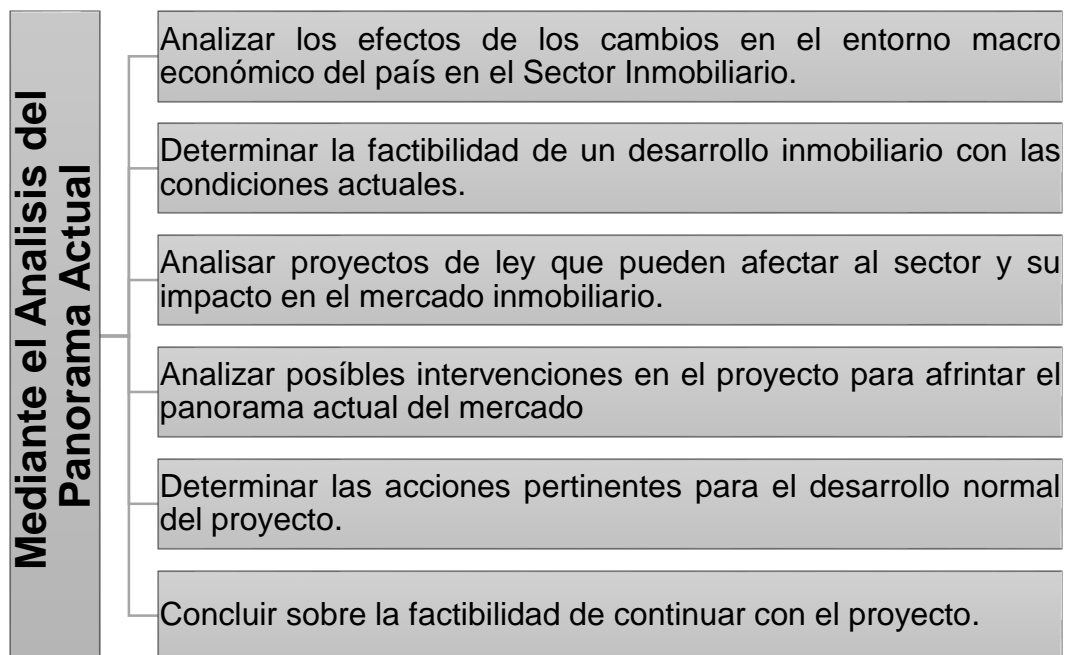 Mediante el Analisis del
Panorama Actual
Analizar los efectos de los cambios en el entorno macro
económico del país en el Sector Inmobiliario.
Determinar la factibilidad de un desarrollo inmobiliario con las
condiciones actuales.
Analisar proyectos de ley que pueden afectar al sector y su
impacto en el mercado inmobiliario.
Analizar posíbles intervenciones en el proyecto para afrintar el
panorama actual del mercado
Determinar las acciones pertinentes para el desarrollo normal
del proyecto.
Concluir sobre la factibilidad de continuar con el proyecto.